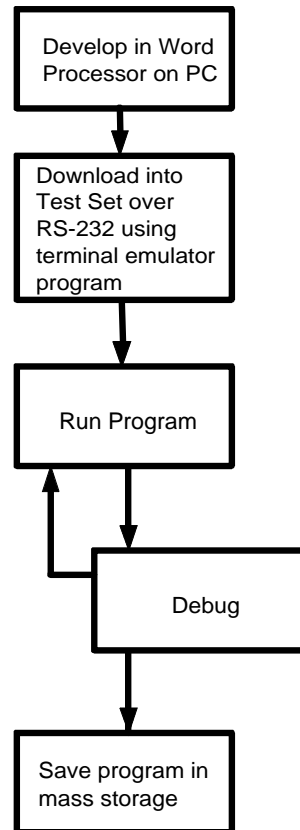 Develop in Word
Processor on PC
Download into
Test Set over
RS-232 using
terminal emulator
program
Run Program
Debug
Save program in
mass storage